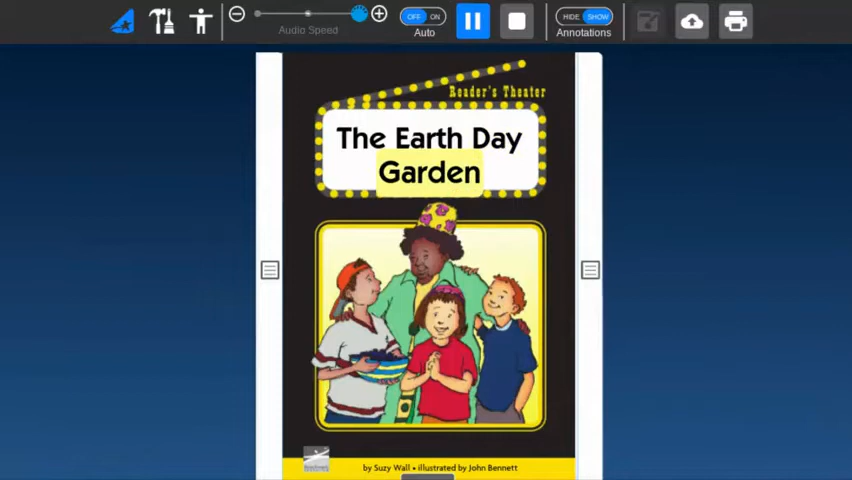 OFF ON
HIDE SHOW
Audio Speed
Auto
Annotations
Reader's Theater
The Earth Day
Garden
by Suzy Wall • illustrated by John Bennett